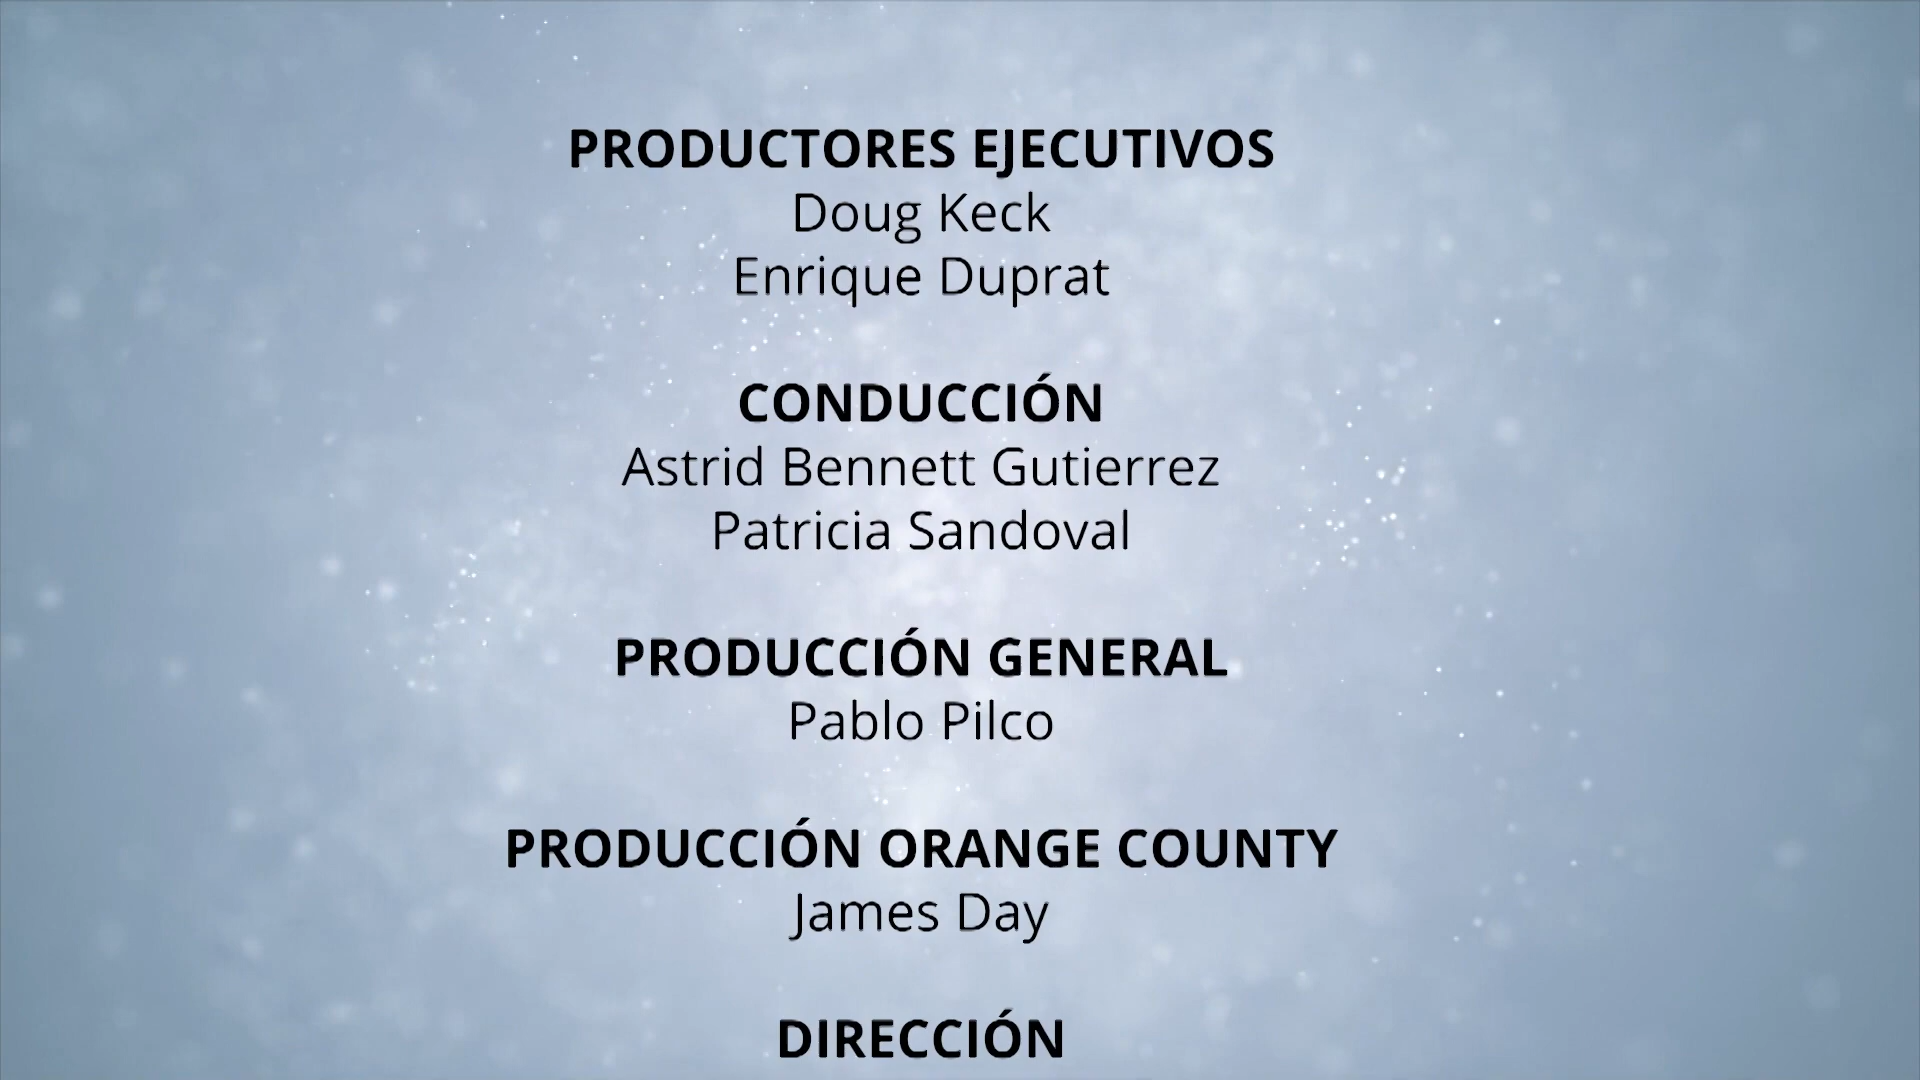 PRODUCTORES EJECUTIVOS
Doug Keck
Enrique Duprat
CONDUCCIÓN
Astrid Bennett Gutierrez
Patricia Sandoval
PRODUCCIÓN GENERAL
Pablo Pilco
PRODUCCIÓN ORANGE COUNTY
James Day
DIRECCIÓN